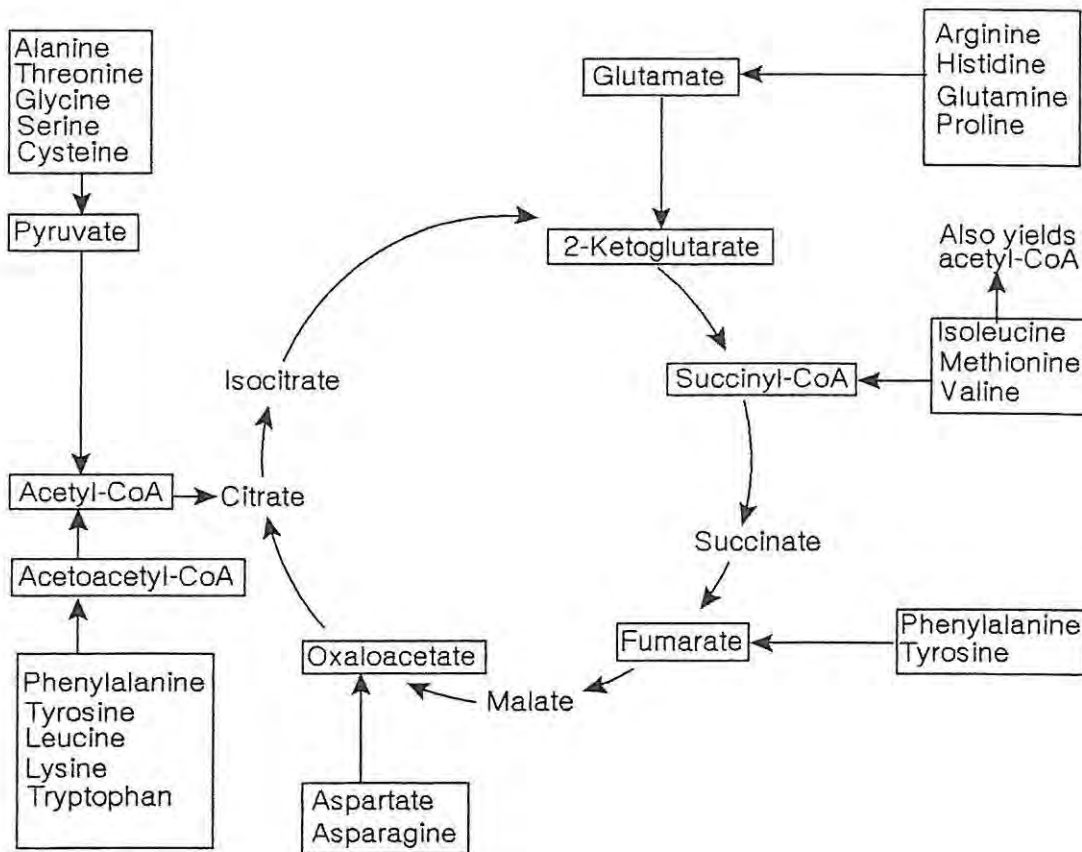 Alanine
Threonine
Glycine
Serine
Cysteine
Pyruvate
Glutamate
Arginine
Histidine
Glutamine
Proline
2-Ketoglutarate
Also yields
acetyl-CoA
Isoleucine
Methionine
Valine
Succinyl-CoA
Isocitrate
Acetyl-CoA
Citrate
Succinate
Acetoacetyl-CoA
Oxaloacetate
Fumarate
Phenylalanine
Tyrosine
Malate
Phenylalanine
Tyrosine
Leucine
Lysine
Tryptophan
Aspartate
Asparagine